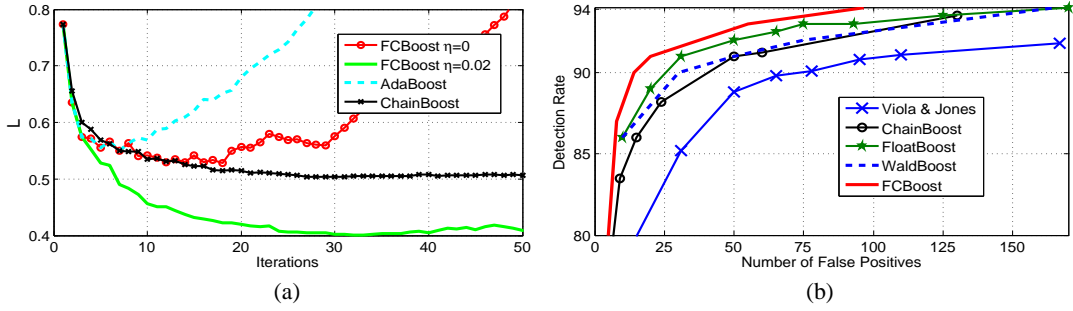 0.8
0.7
0.6
0.5
0.4
L
0
10
20
30
40
50
Iterations
FCBoost η=0
FCBoost η=0.02
AdaBoost
ChainBoost
(a)
94
90
85
80
Detection Rate
0
25
50
75
100
125
150
170
Number of False Positives
Viola & Jones
ChainBoost
FloatBoost
WaldBoost
FCBoost
(b)